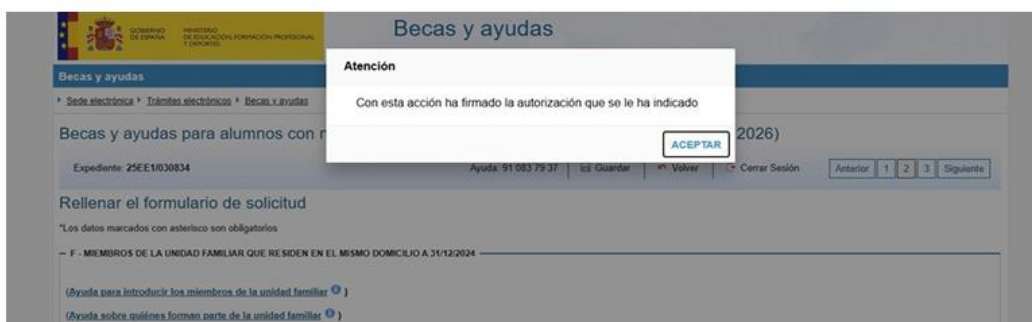 GOBIERNO DE ESPAÑA
MINISTERIO DE EDUCACIÓN, FORMACIÓN PROFESIONAL Y DEPORTES
Becas y ayudas
Becas y ayudas
Sede electrónica Trámites electrónicos Becas y ayudas
Atención
Con esta acción ha firmado la autorización que se le ha indicado
ACEPTAR
Becas y ayudas para alumnos con 2026)
Expediente: 25EE1/030834 Ayuda: 91 083 79 37 Guardar Volver Cerrar Sesión Anterior 1 2 3 Siguiente
Rellenar el formulario de solicitud
*Los datos marcados con asterisco son obligatorios
F - MIEMBROS DE LA UNIDAD FAMILIAR QUE RESIDEN EN EL MISMO DOMICILIO A 31/12/2024
(Ayuda para introducir los miembros de la unidad familiar )
(Ayuda sobre quiénes forman parte de la unidad familiar )